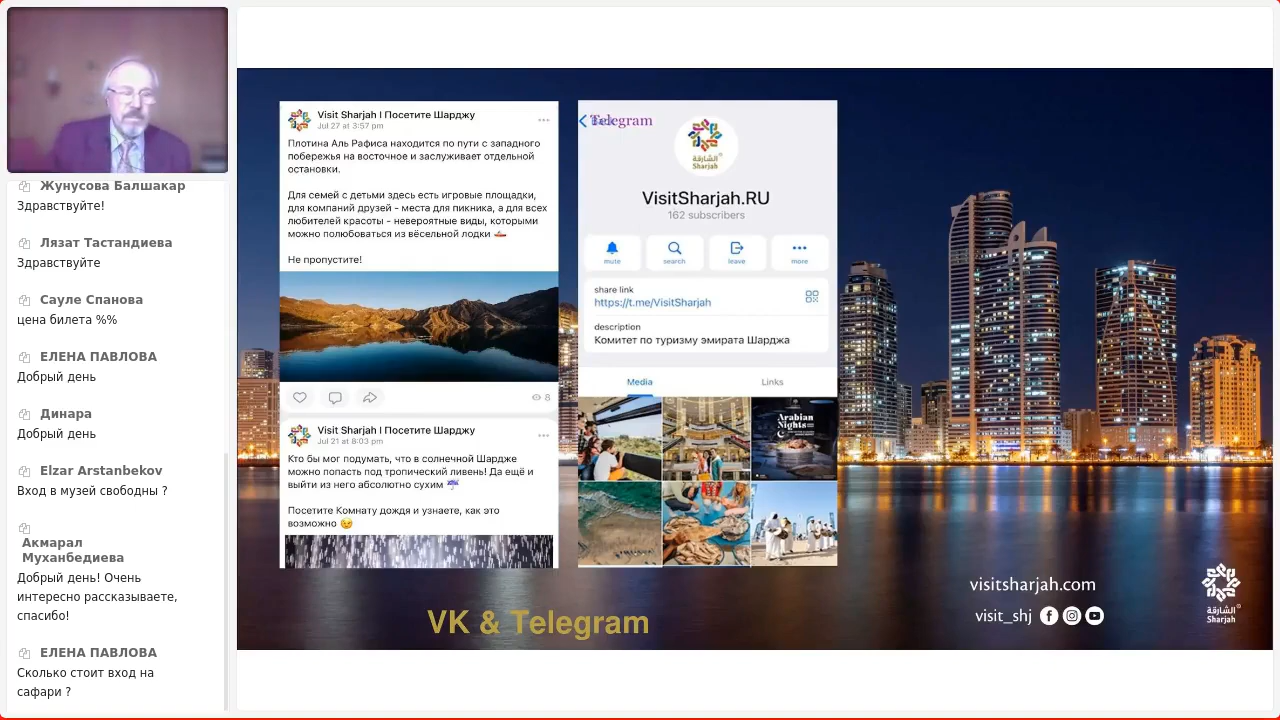 Жунусова Балшакар
Здравствуйте!
Лязат Тастандиева
Здравствуйте
Сауле Спанова
цена билета %%
ЕЛЕНА ПАВЛОВА
Добрый день
Динара
Добрый день
Elzar Arstanbekov
Вход в музей свободны ?
Акмарал
Муханбедиева
Добрый день! Очень
интересно рассказываете,
спасибо!
ЕЛЕНА ПАВЛОВА
Сколько стоит вход на
сафари ?
Visit Sharjah I Посетите Шарджу
Jul 27 at 3:57 pm
Плотина Аль Рафиса находится по пути с западного
побережья на восточное и заслуживает отдельной
остановки.
Для семей с детьми здесь есть игровые площадки,
для компаний друзей - места для пикника, а для всех
любителей красоты - невероятные виды, которыми
можно полюбоваться из вёсельной лодки 🚣
Не пропустите!
8
Visit Sharjah I Посетите Шарджу
Jul 21 at 8:03 pm
Кто бы мог подумать, что в солнечной Шардже
можно попасть под тропический ливень! Да ещё и
выйти из него абсолютно сухим ☔
Посетите Комнату дождя и узнаете, как это
возможно 😉
Telegram
الشارقة
Sharjah
VisitSharjah.RU
162 subscribers
mute
search
leave
more
share link
https://t.me/VisitSharjah
description
Комитет по туризму эмирата Шарджа
Media
Links
Arabian
Nights
VK & Telegram
visitsharjah.com
visit_shj
الشارقة
Sharjah